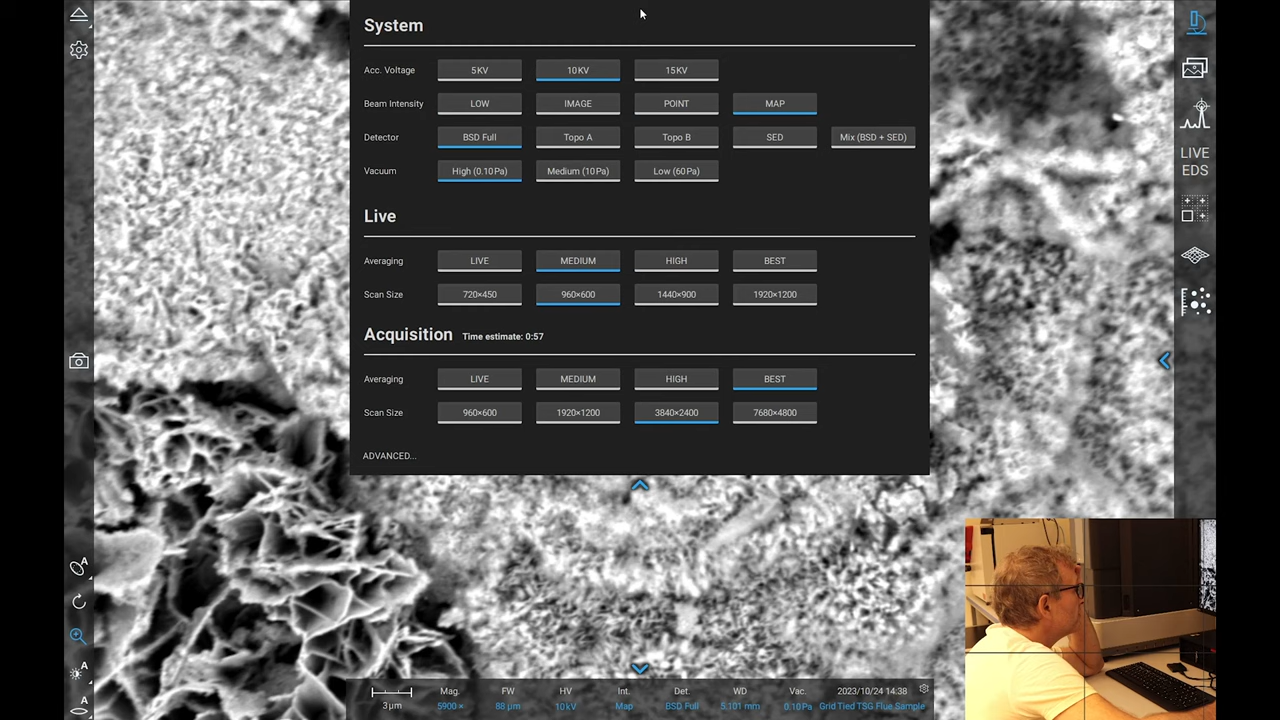 System
Acc. Voltage 5KV 10KV 15KV
Beam Intensity LOW IMAGE POINT MAP
Detector BSD Full Topo A Topo B SED Mix (BSD + SED)
Vacuum High (0.10Pa) Medium (10Pa) Low (60Pa)
Live
Averaging LIVE MEDIUM HIGH BEST
Scan Size 720×450 960×600 1440×900 1920×1200
Acquisition Time estimate: 0:57
Averaging LIVE MEDIUM HIGH BEST
Scan Size 960×600 1920×1200 3840×2400 7680×4800
ADVANCED...
LIVE
EDS
A
A
A
Mag. FW HV Int. Det. WD Vac. 2023/10/24 14:38
3 µm 5900 × 88 µm 10 kV Map BSD Full 5.101 mm 0.10 Pa Grid Tied TSG Flue Sample